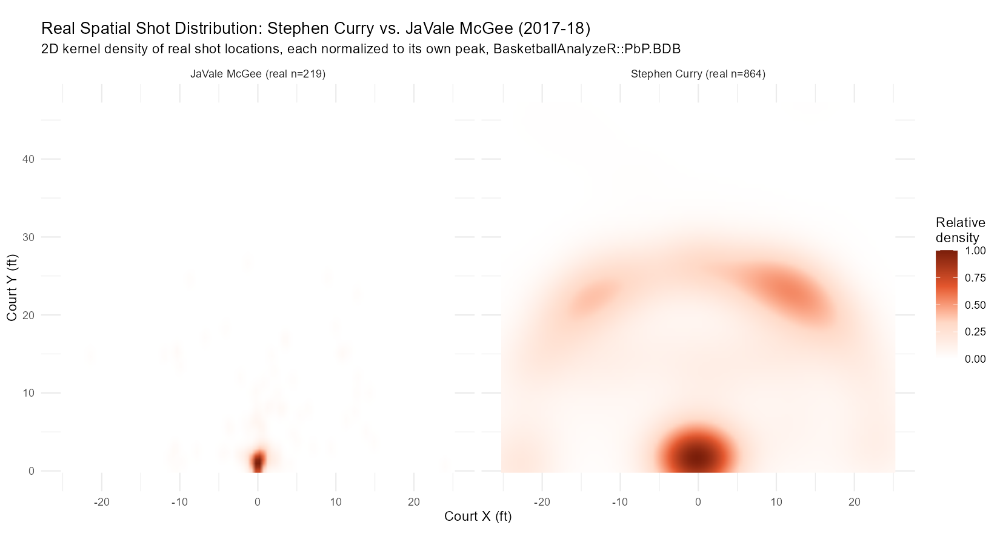 Real Spatial Shot Distribution: Stephen Curry vs. JaVale McGee (2017-18)
2D kernel density of real shot locations, each normalized to its own peak, BasketballAnalyzeR::PbP.BDB
JaVale McGee (real n=219)
Stephen Curry (real n=864)
Court Y (ft)
40
30
20
10
0
-20
-10
0
10
20
-20
-10
0
10
20
Court X (ft)
Relative
density
1.00
0.75
0.50
0.25
0.00